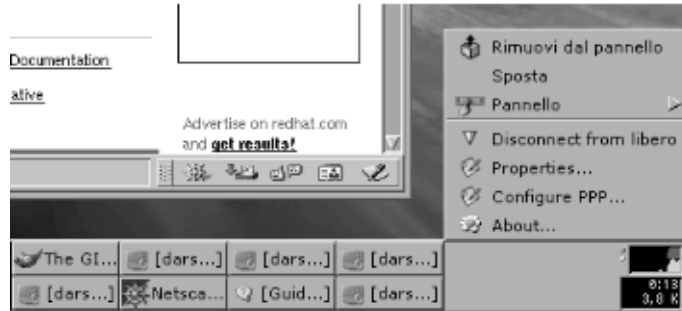 Documentation
ative
Advertise on redhat.com
and get results!
Rimuovi dal pannello
Sposta
Pannello
Disconnect from libero
Properties...
Configure PPP...
About...
The GI... [dars...] [dars...] [dars...]
[dars...] Netsca... [Guid...] [dars...]
0:13
3,8 K